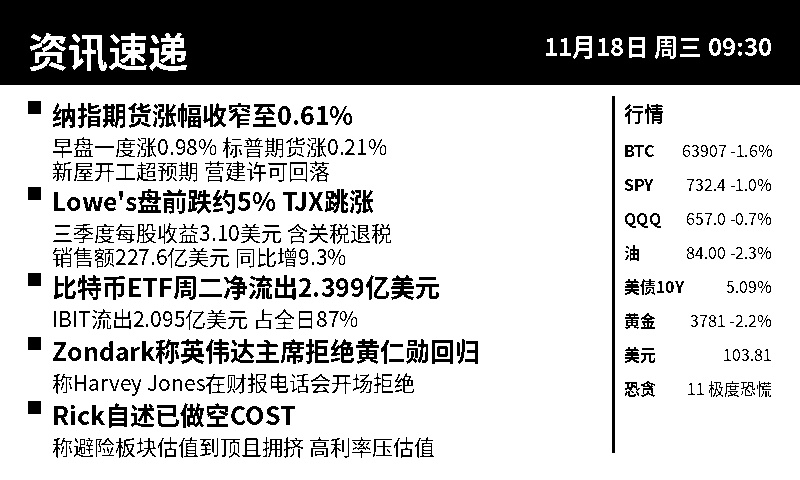 资讯速递
11月18日 周三 09:30
纳指期货涨幅收窄至0.61%
早盘一度涨0.98% 标普期货涨0.21%
新屋开工超预期 营建许可回落
Lowe's盘前跌约5% TJX跳涨
三季度每股收益3.10美元 含关税退税
销售额227.6亿美元 同比增9.3%
比特币ETF周二净流出2.399亿美元
IBIT流出2.095亿美元 占全日87%
Zondark称英伟达主席拒绝黄仁勋回归
称Harvey Jones在财报电话会开场拒绝
Rick自述已做空COST
称避险板块估值到顶且拥挤 高利率压估值
行情
BTC 63907 -1.6%
SPY 732.4 -1.0%
QQQ 657.0 -0.7%
油 84.00 -2.3%
美债10Y 5.09%
黄金 3781 -2.2%
美元 103.81
恐贪 11 极度恐慌